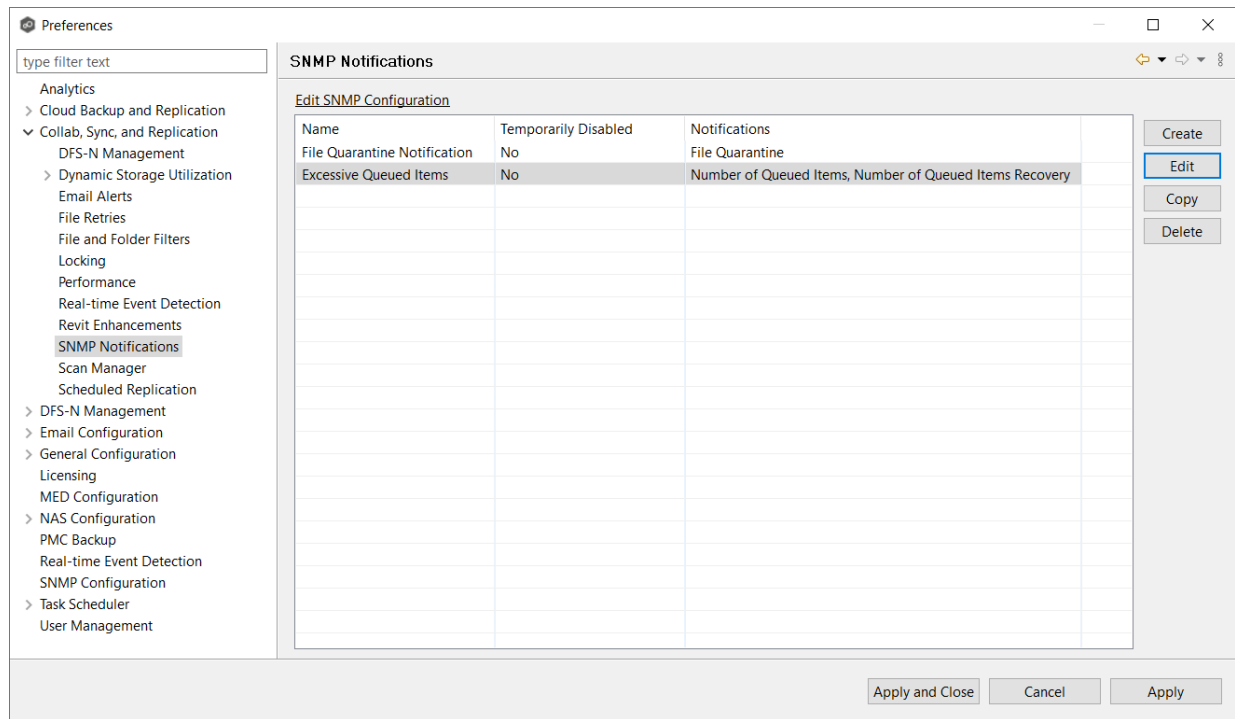 Preferences
type filter text
Analytics
Cloud Backup and Replication
Collab, Sync, and Replication
DFS-N Management
Dynamic Storage Utilization
Email Alerts
File Retries
File and Folder Filters
Locking
Performance
Real-time Event Detection
Revit Enhancements
SNMP Notifications
Scan Manager
Scheduled Replication
DFS-N Management
Email Configuration
General Configuration
Licensing
MED Configuration
NAS Configuration
PMC Backup
Real-time Event Detection
SNMP Configuration
Task Scheduler
User Management
SNMP Notifications
Edit SNMP Configuration
Name Temporarily Disabled Notifications
File Quarantine Notification No File Quarantine
Excessive Queued Items No Number of Queued Items, Number of Queued Items Recovery
Create
Edit
Copy
Delete
Apply and Close Cancel Apply